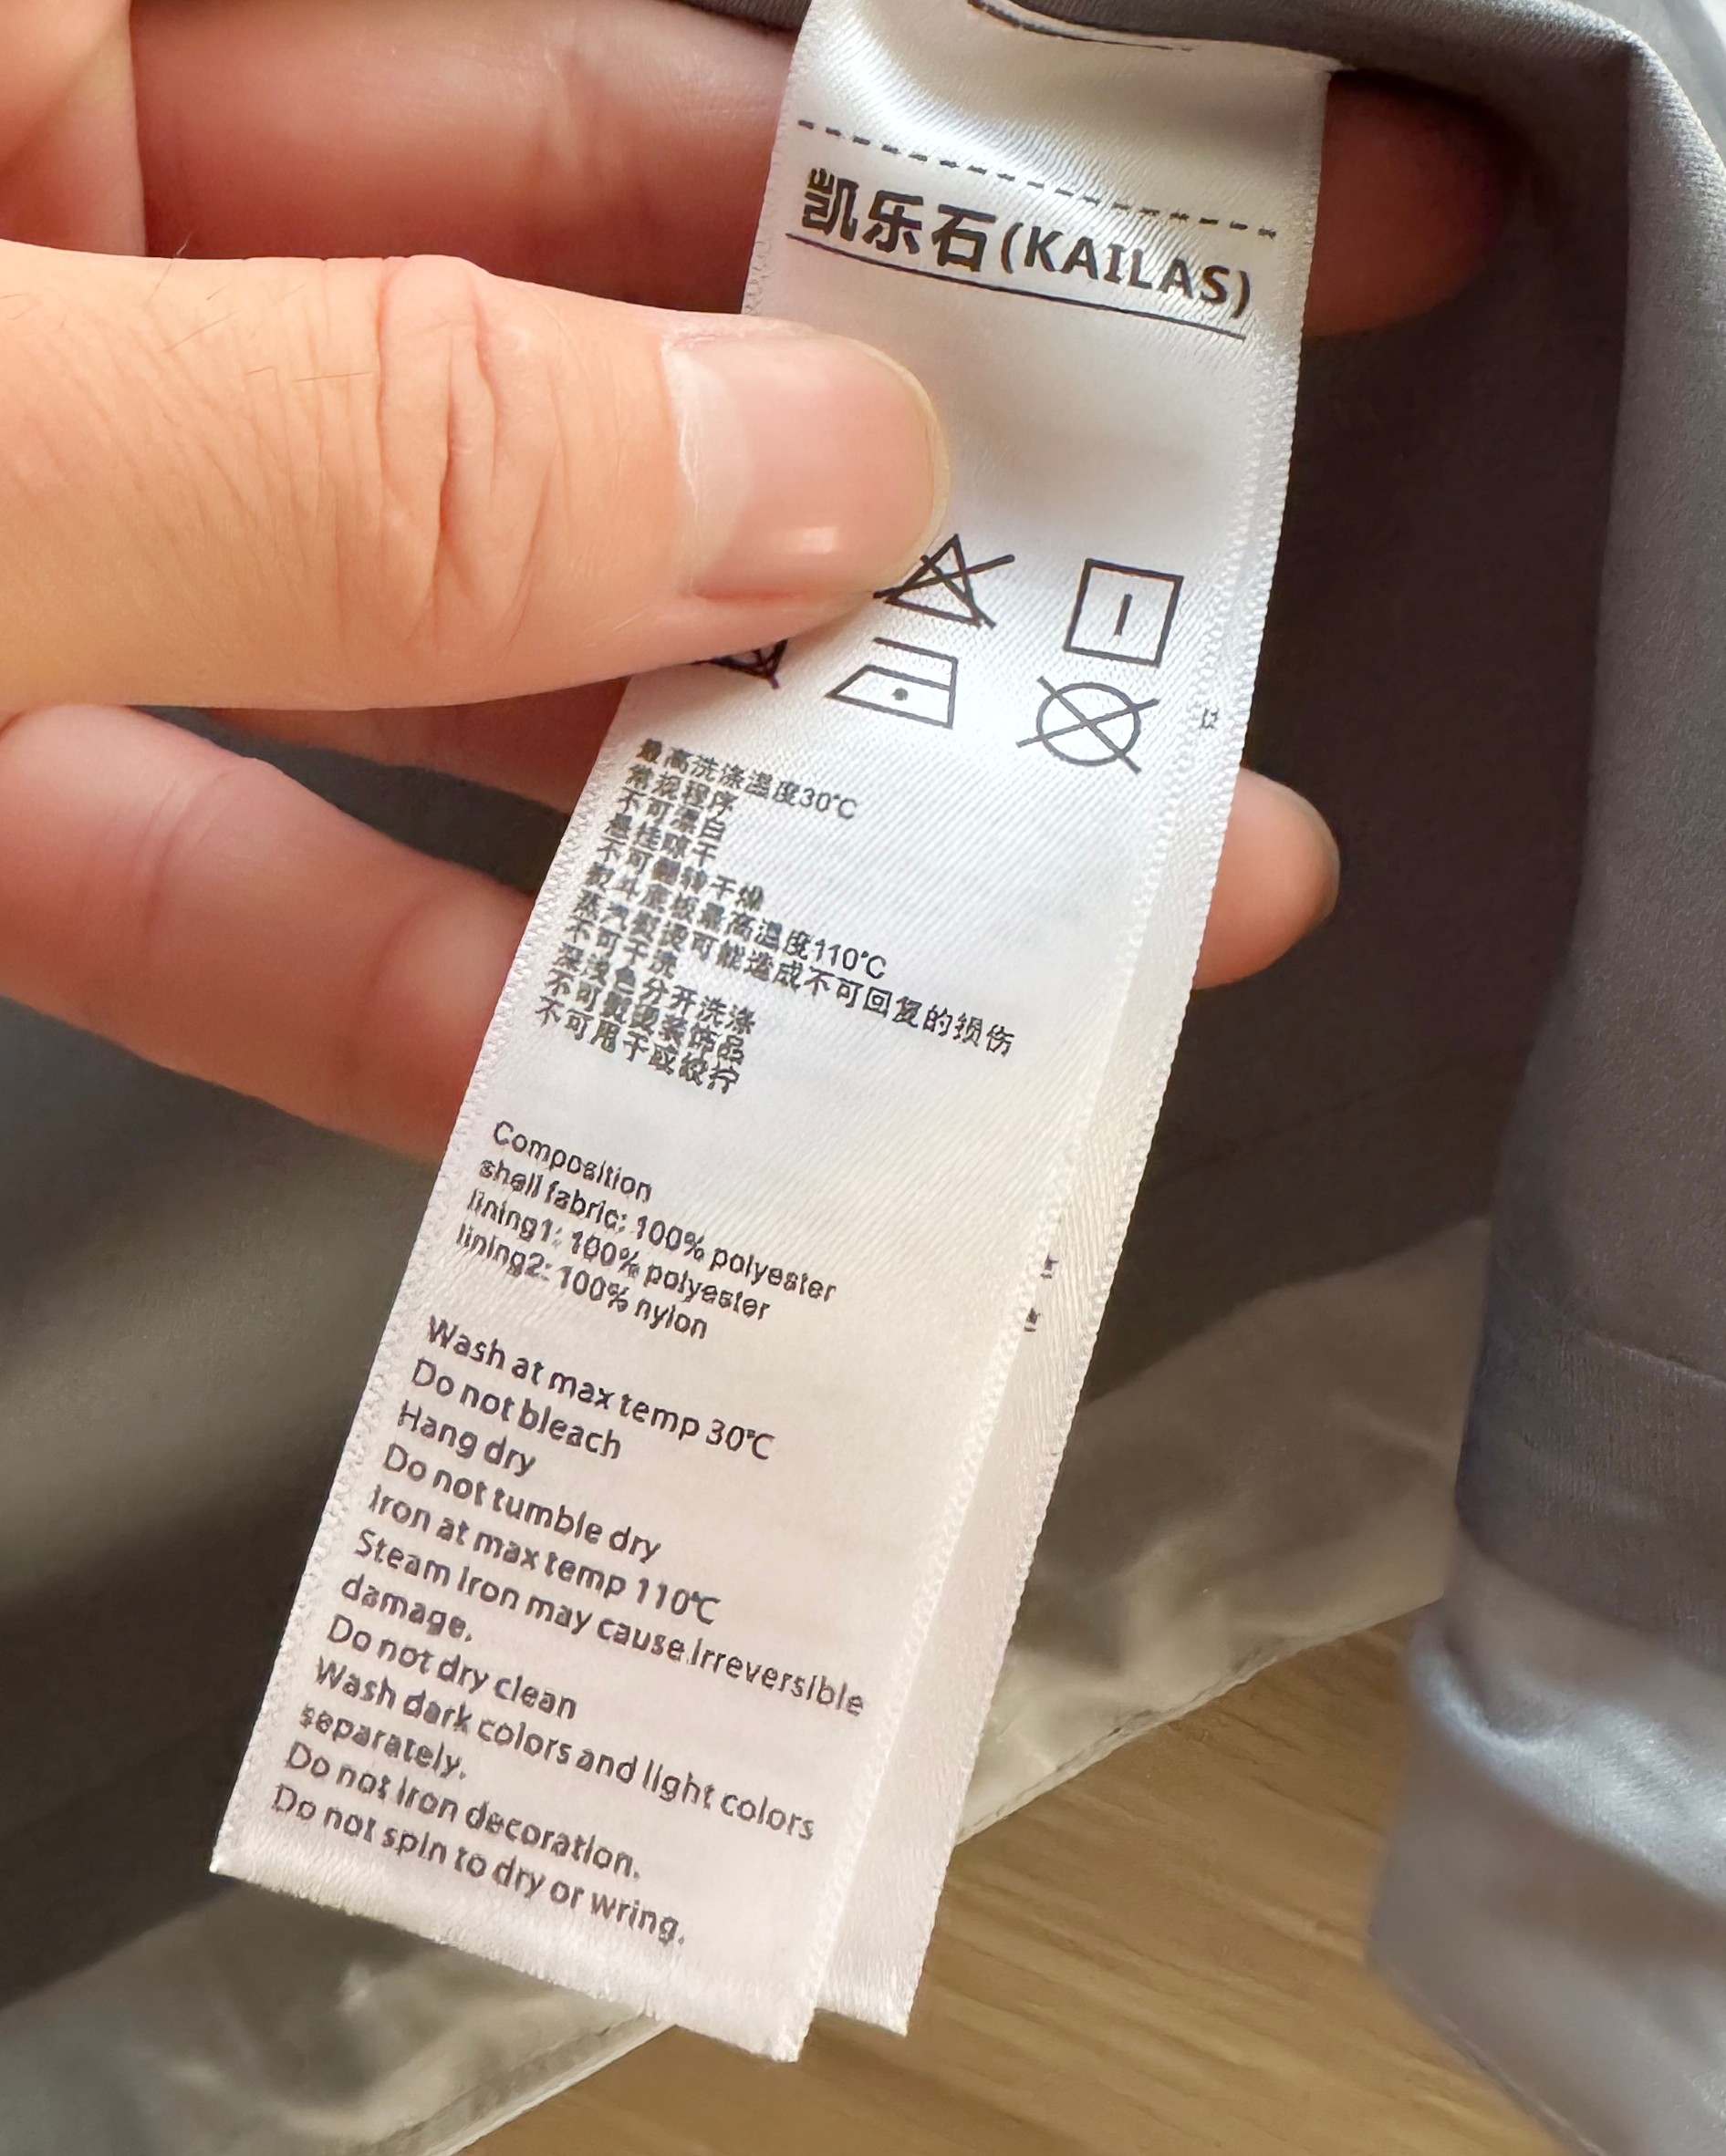 凯乐石(KAILAS)
最高洗涤温度30℃
常规程序
不可漂白
悬挂晾干
不可翻转干燥
熨斗底板最高温度110℃
蒸汽熨烫可能造成不可回复的损伤
不可干洗
深浅色分开洗涤
不可熨烫装饰品
不可甩干或绞拧
Composition
shell fabric: 100% polyester
lining1: 100% polyester
lining2: 100% nylon
Wash at max temp 30℃
Do not bleach
Hang dry
Do not tumble dry
Iron at max temp 110℃
Steam iron may cause irreversible
damage.
Do not dry clean
Wash dark colors and light colors
separately.
Do not iron decoration.
Do not spin to dry or wring.